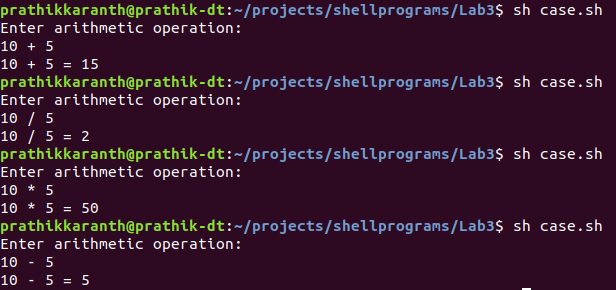 prathikkaranth@prathik-dt:~/projects/shellprograms/Lab3$ sh case.sh
Enter arithmetic operation:
10 + 5
10 + 5 = 15
prathikkaranth@prathik-dt:~/projects/shellprograms/Lab3$ sh case.sh
Enter arithmetic operation:
10 / 5
10 / 5 = 2
prathikkaranth@prathik-dt:~/projects/shellprograms/Lab3$ sh case.sh
Enter arithmetic operation:
10 * 5
10 * 5 = 50
prathikkaranth@prathik-dt:~/projects/shellprograms/Lab3$ sh case.sh
Enter arithmetic operation:
10 - 5
10 - 5 = 5